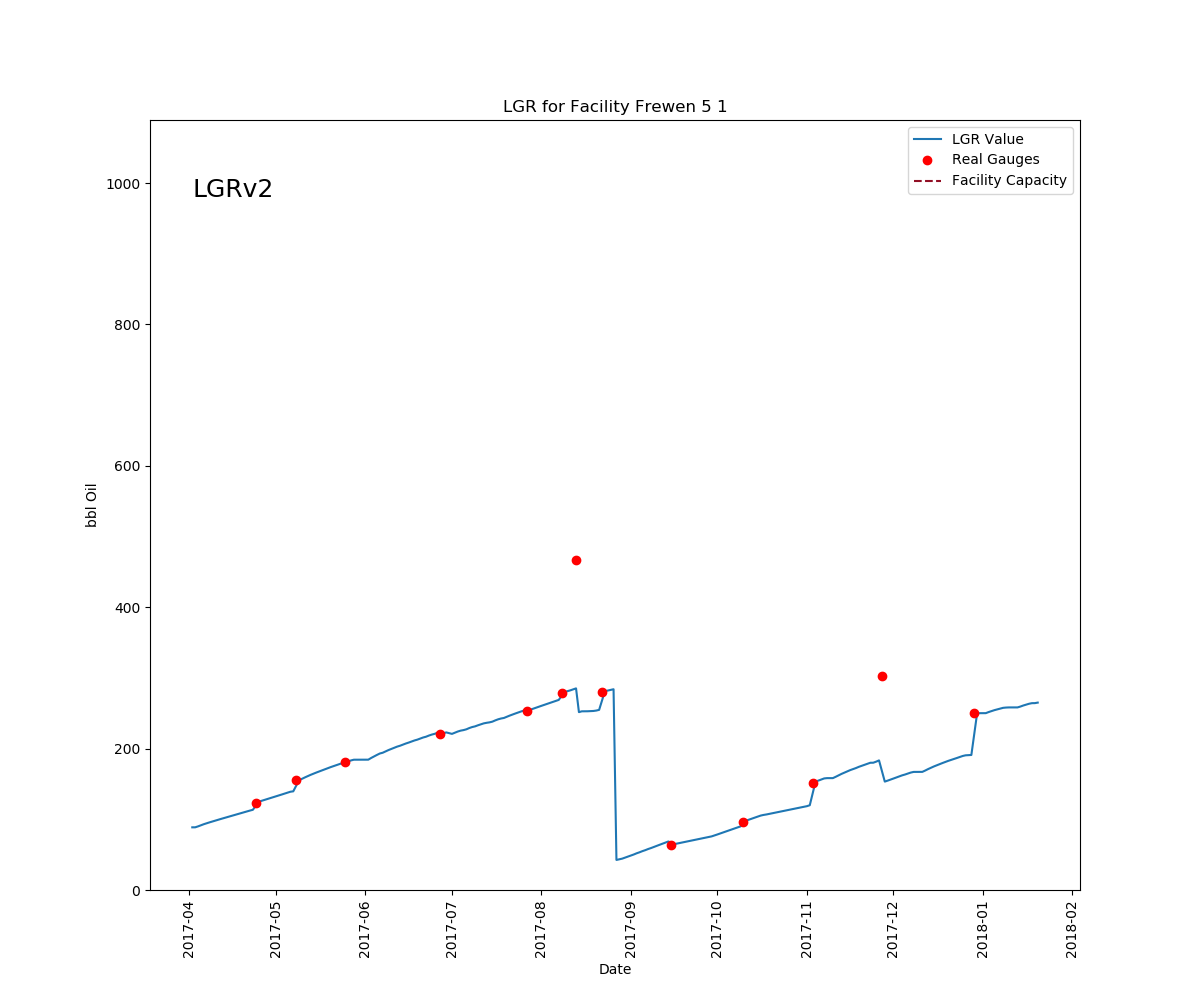 LGR for Facility Frewen 5 1
LGRv2
LGR Value
Real Gauges
Facility Capacity
1000
800
600
400
200
0
bbl Oil
2017-04
2017-05
2017-06
2017-07
2017-08
2017-09
2017-10
2017-11
2017-12
2018-01
2018-02
Date